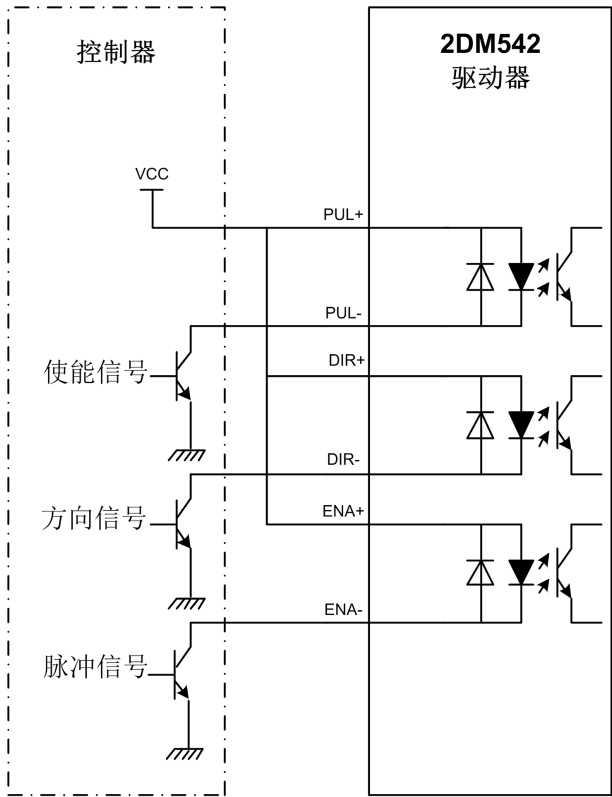 控制器
2DM542
驱动器
VCC
PUL+
PUL-
使能信号
DIR+
DIR-
方向信号
ENA+
ENA-
脉冲信号